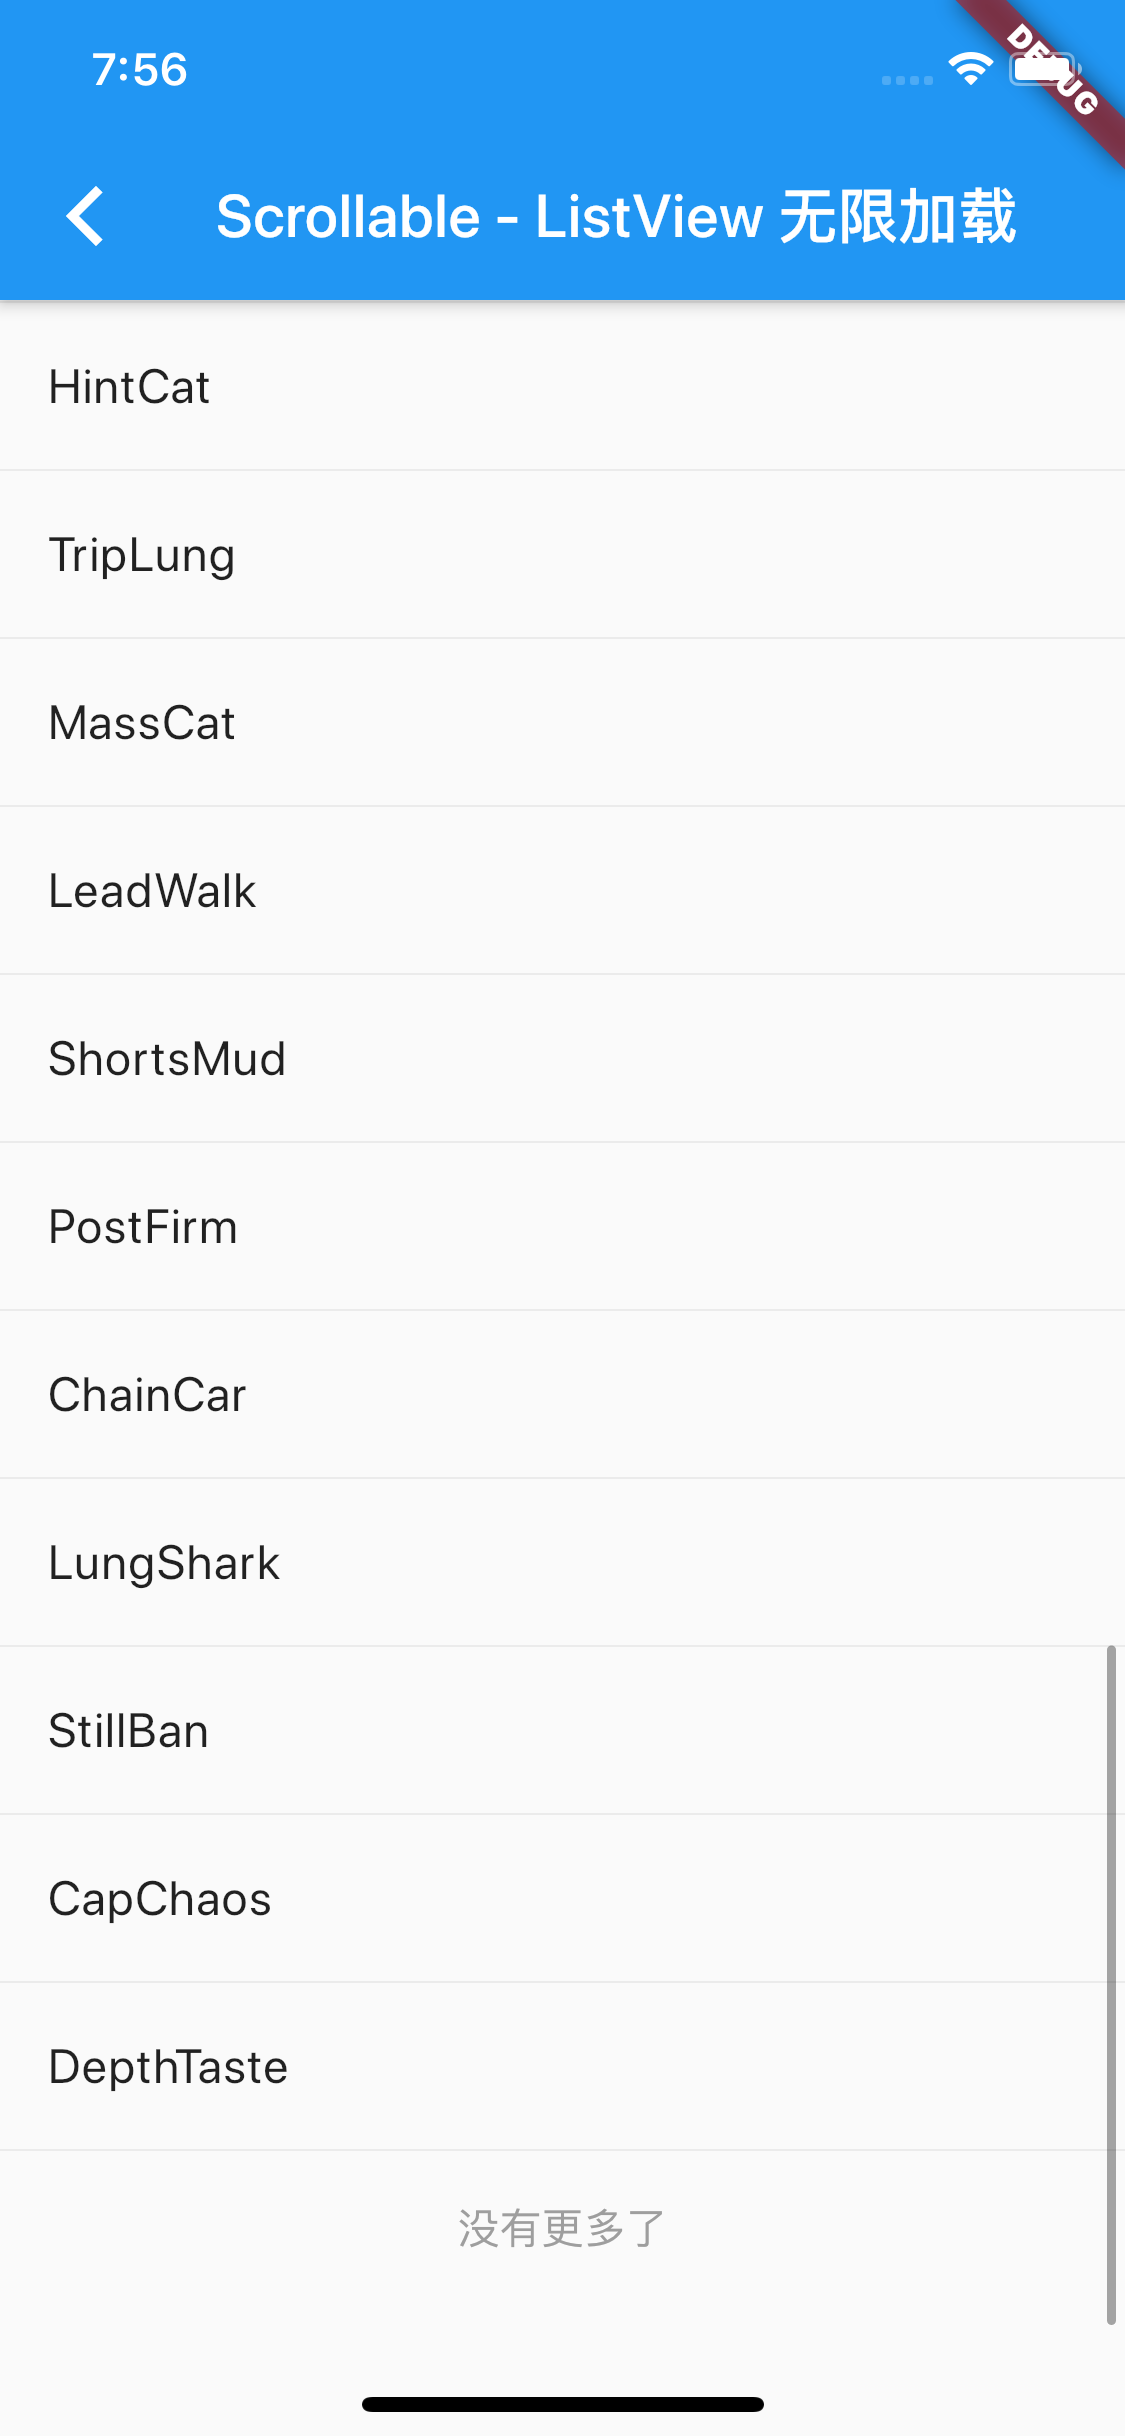 7:56
DEBUG
Scrollable - ListView 无限加载
HintCat
TripLung
MassCat
LeadWalk
ShortsMud
PostFirm
ChainCar
LungShark
StillBan
CapChaos
DepthTaste
没有更多了